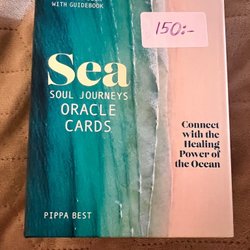 WITH GUIDEBOOK
150:-
Sea
SOUL JOURNEYS
ORACLE
CARDS
Connect
with the
Healing
Power of
the Ocean
PIPPA BEST